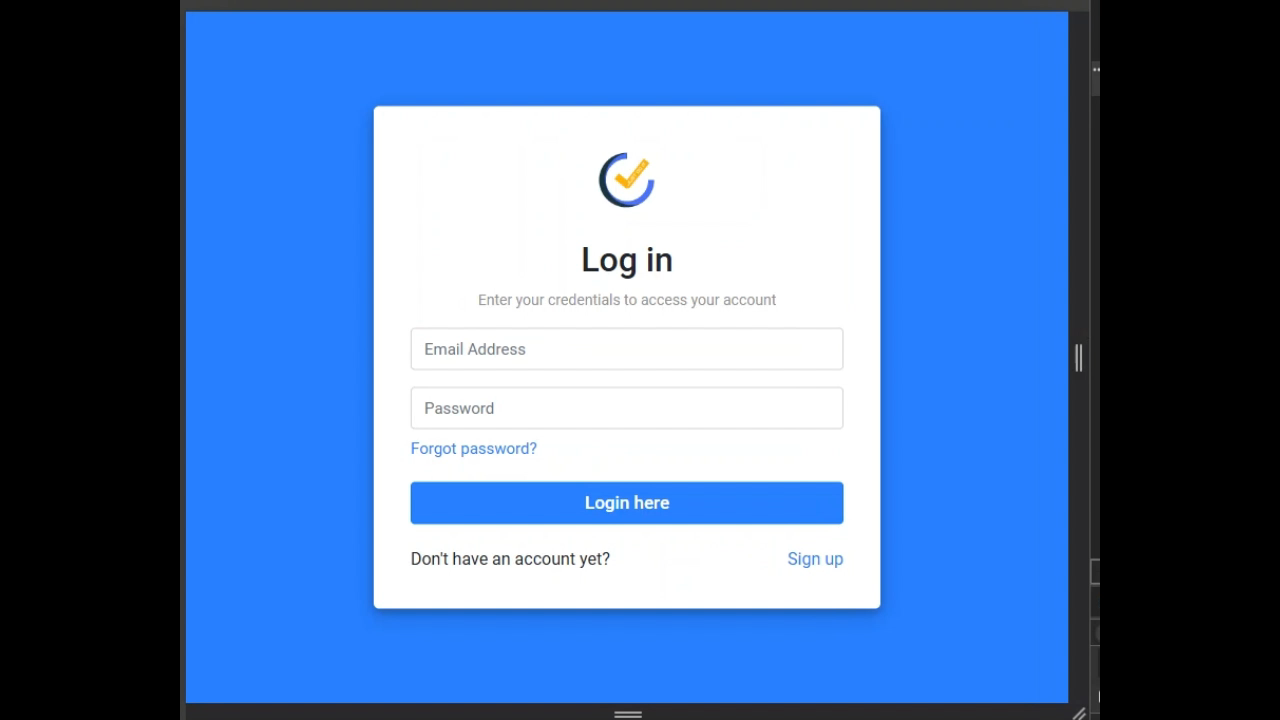 Log in
Enter your credentials to access your account
Email Address
Password
Forgot password?
Login here
Don't have an account yet? Sign up